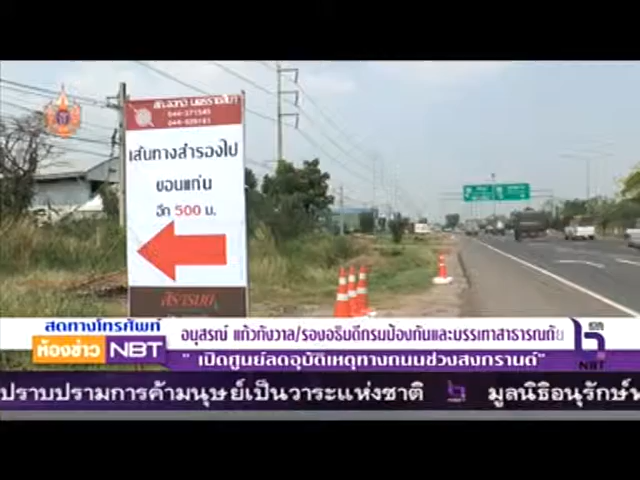 044-371545
เส้นทางสำรองไป
ขอนแก่น
อีก 500 ม.
สดทางโทรศัพท์
ห้องข่าว NBT
อนุสรณ์ แก้วกังวาล/รองอธิบดีกรมป้องกันและบรรเทาสาธารณภัย
" เปิดศูนย์ลดอุบัติเหตุทางถนนช่วงสงกรานต์"
NBT
ปราบปรามการค้ามนุษย์เป็นวาระแห่งชาติ มูลนิธิอนุรักษ์